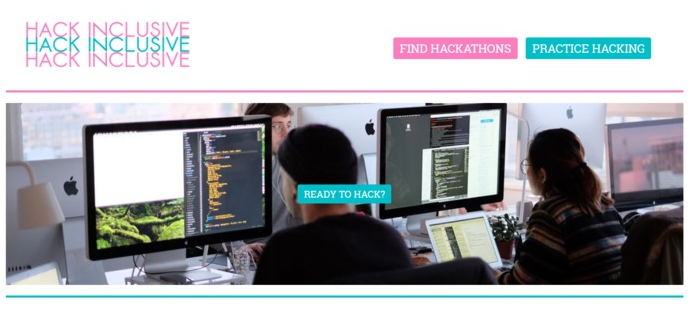 HACK INCLUSIVE
HACK INCLUSIVE
HACK INCLUSIVE
FIND HACKATHONS
PRACTICE HACKING
READY TO HACK?